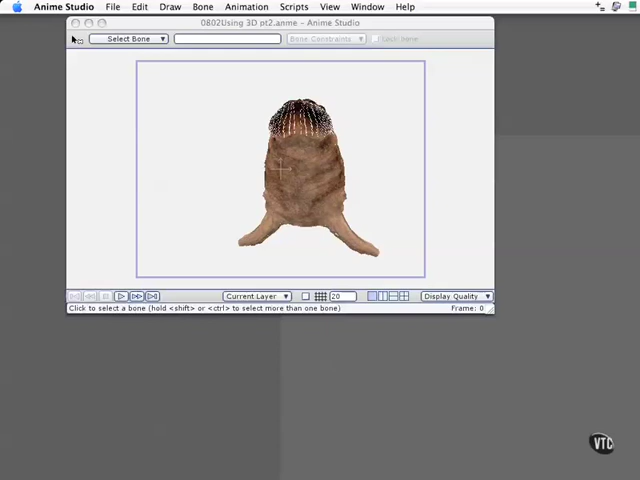 Anime Studio File Edit Draw Bone Animation Scripts View Window Help
0802Using 3D pt2.anme – Anime Studio
Select Bone Bone Constraints Lock bone
Current Layer 20 Display Quality
Click to select a bone (hold <shift> or <ctrl> to select more than one bone) Frame: 0
VTC